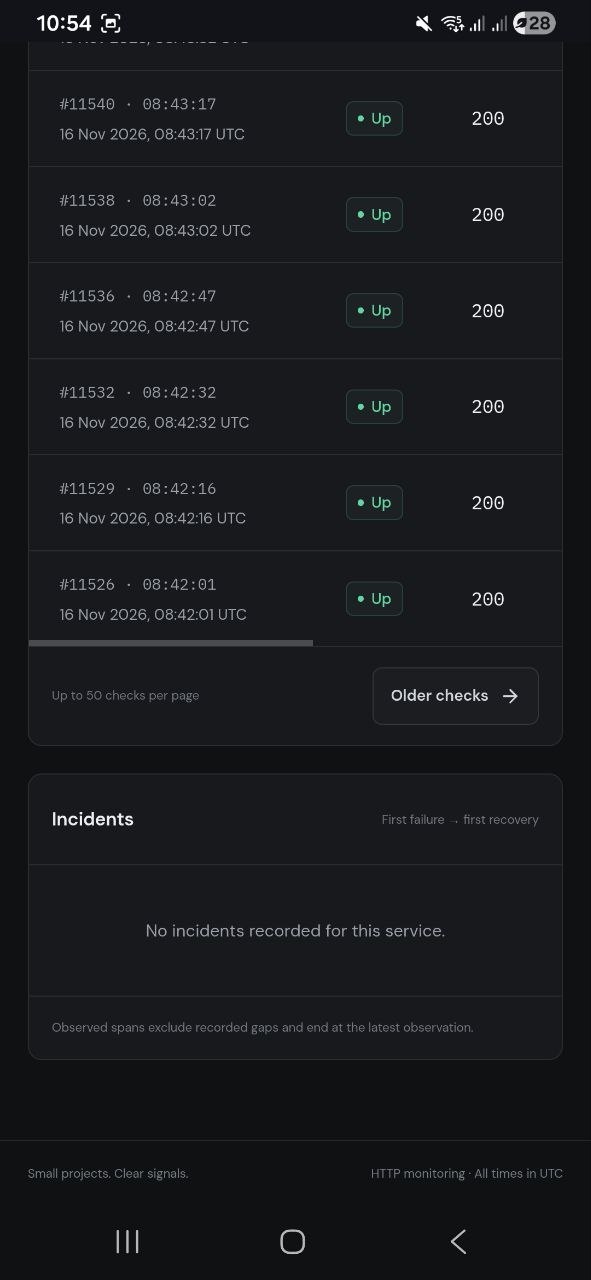 10:54
28
#11540 · 08:43:17
16 Nov 2026, 08:43:17 UTC
Up
200
#11538 · 08:43:02
16 Nov 2026, 08:43:02 UTC
Up
200
#11536 · 08:42:47
16 Nov 2026, 08:42:47 UTC
Up
200
#11532 · 08:42:32
16 Nov 2026, 08:42:32 UTC
Up
200
#11529 · 08:42:16
16 Nov 2026, 08:42:16 UTC
Up
200
#11526 · 08:42:01
16 Nov 2026, 08:42:01 UTC
Up
200
Up to 50 checks per page
Older checks →
Incidents
First failure → first recovery
No incidents recorded for this service.
Observed spans exclude recorded gaps and end at the latest observation.
Small projects. Clear signals.
HTTP monitoring · All times in UTC